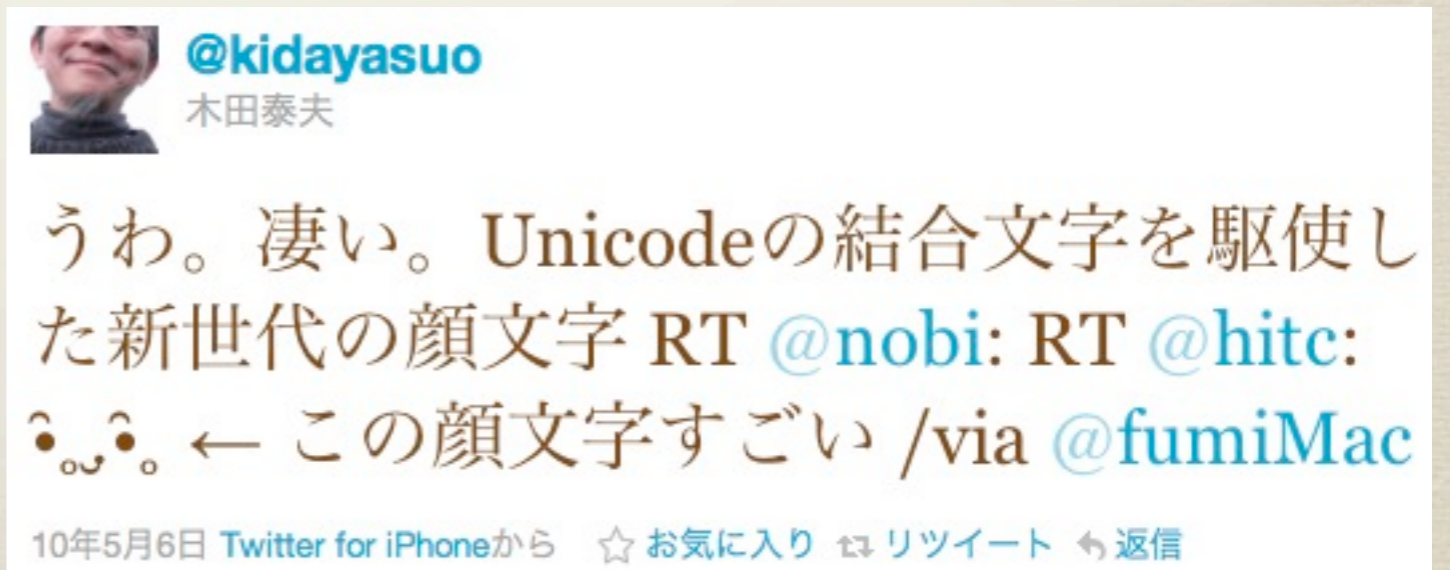 @kidayasuo
木田泰夫
うわ。凄い。Unicodeの結合文字を駆使し
た新世代の顔文字 RT @nobi: RT @hitc:
← この顔文字すごい /via @fumiMac
10年5月6日 Twitter for iPhoneから お気に入り リツイート 返信